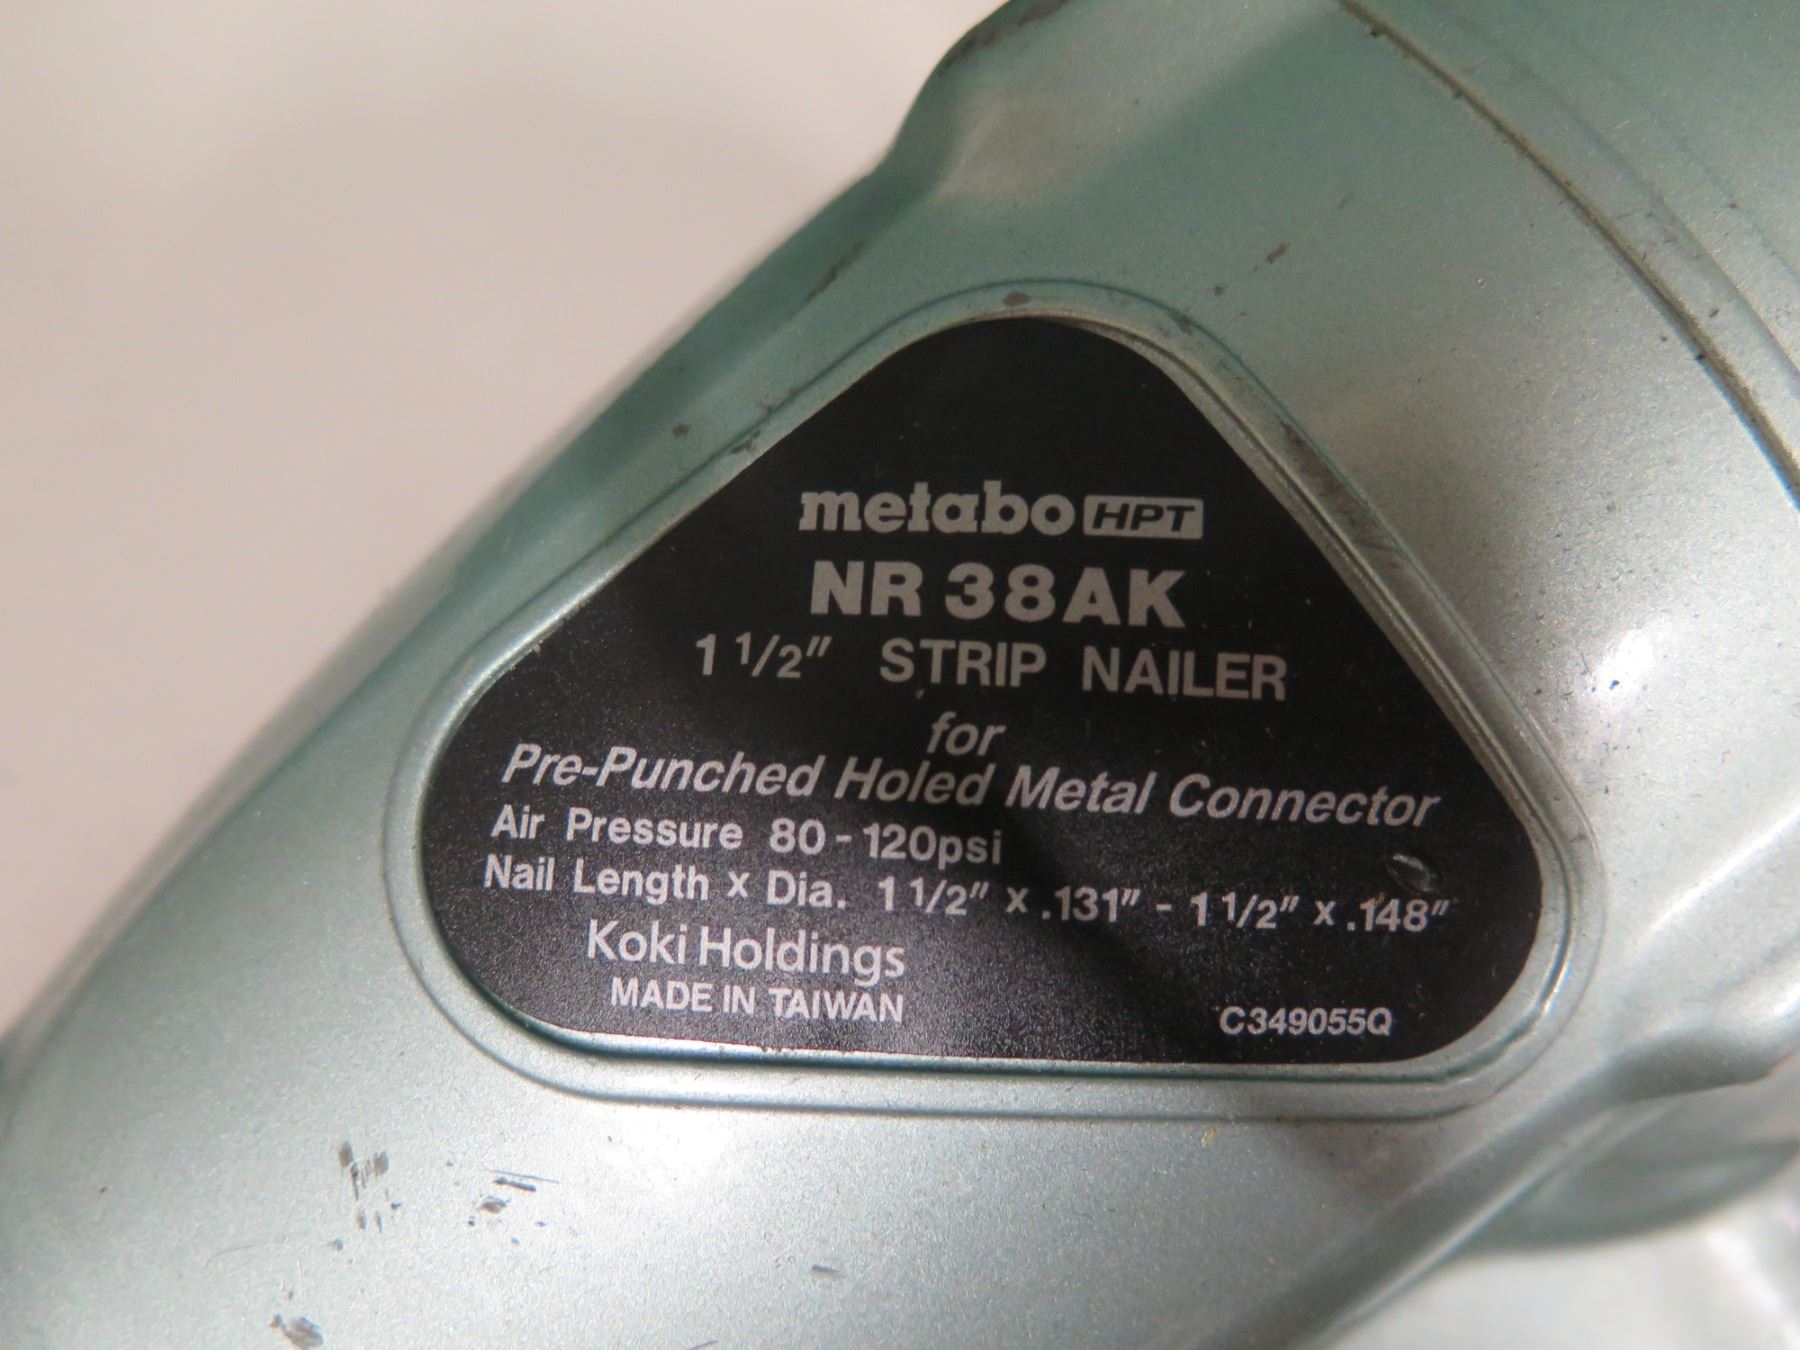 metabo HPT
NR 38AK
1 1/2" STRIP NAILER
for
Pre-Punched Holed Metal Connector
Air Pressure 80-120psi
Nail Length x Dia. 1 1/2" x .131" - 1 1/2" x .148"
Koki Holdings
MADE IN TAIWAN C349055Q